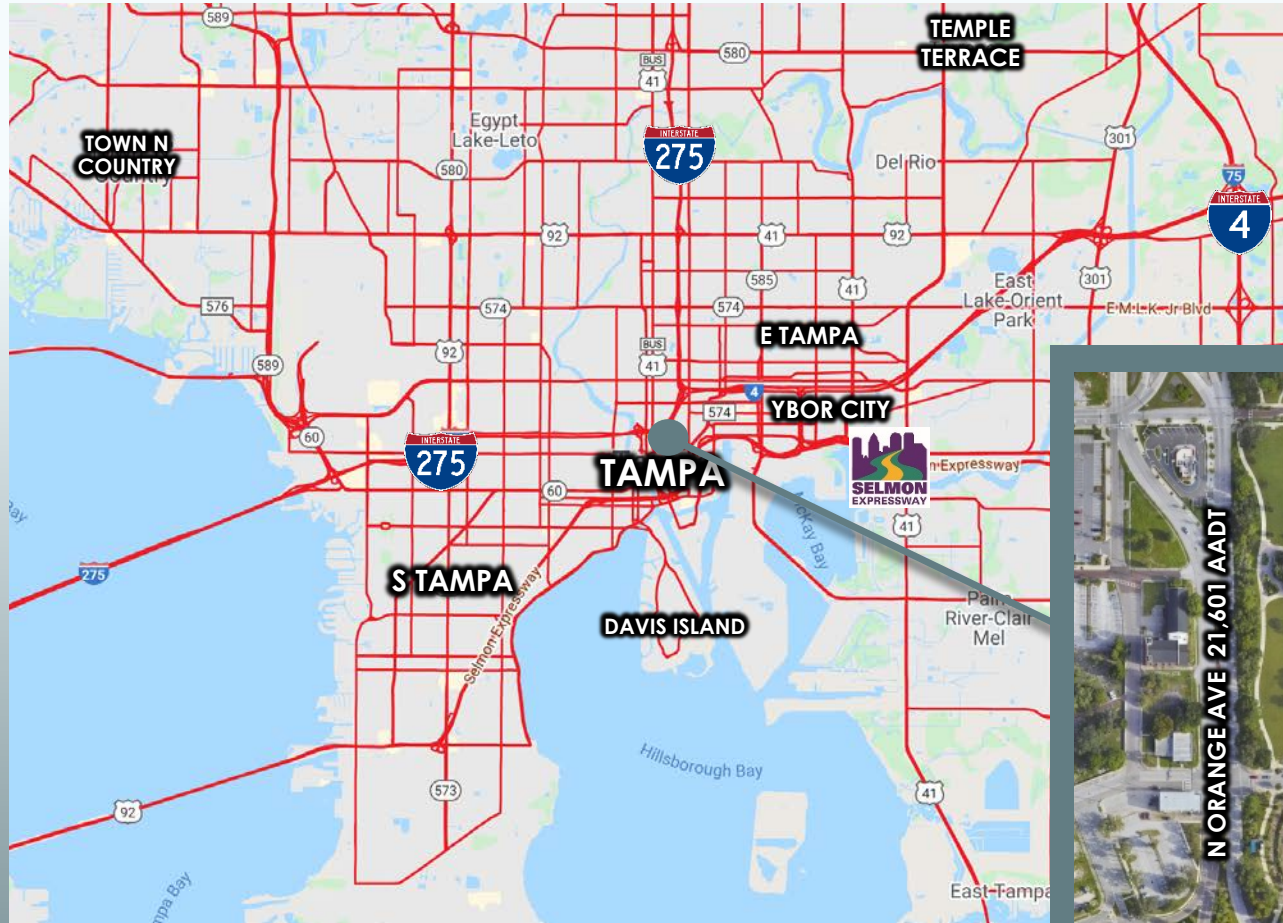 589
TEMPLE
TERRACE
580
BUS
41
Egypt
Lake-Leto
INTERSTATE
275
301
TOWN N
COUNTRY
580
Del Rio
75
INTERSTATE
4
92
92
41
92
585
301
576
574
574
41
East
Lake-Orient
Park
E M.L.K. Jr Blvd
E TAMPA
92
BUS
41
589
4
574
YBOR CITY
60
INTERSTATE
275
TAMPA
SELMON
EXPRESSWAY
n Expressway
60
McKay Bay
41
275
S TAMPA
Selmon Expressway
DAVIS ISLAND
Palm
River-Clair
Mel
N ORANGE AVE 21,601 AADT
Hillsborough Bay
573
41
92
East Tampa